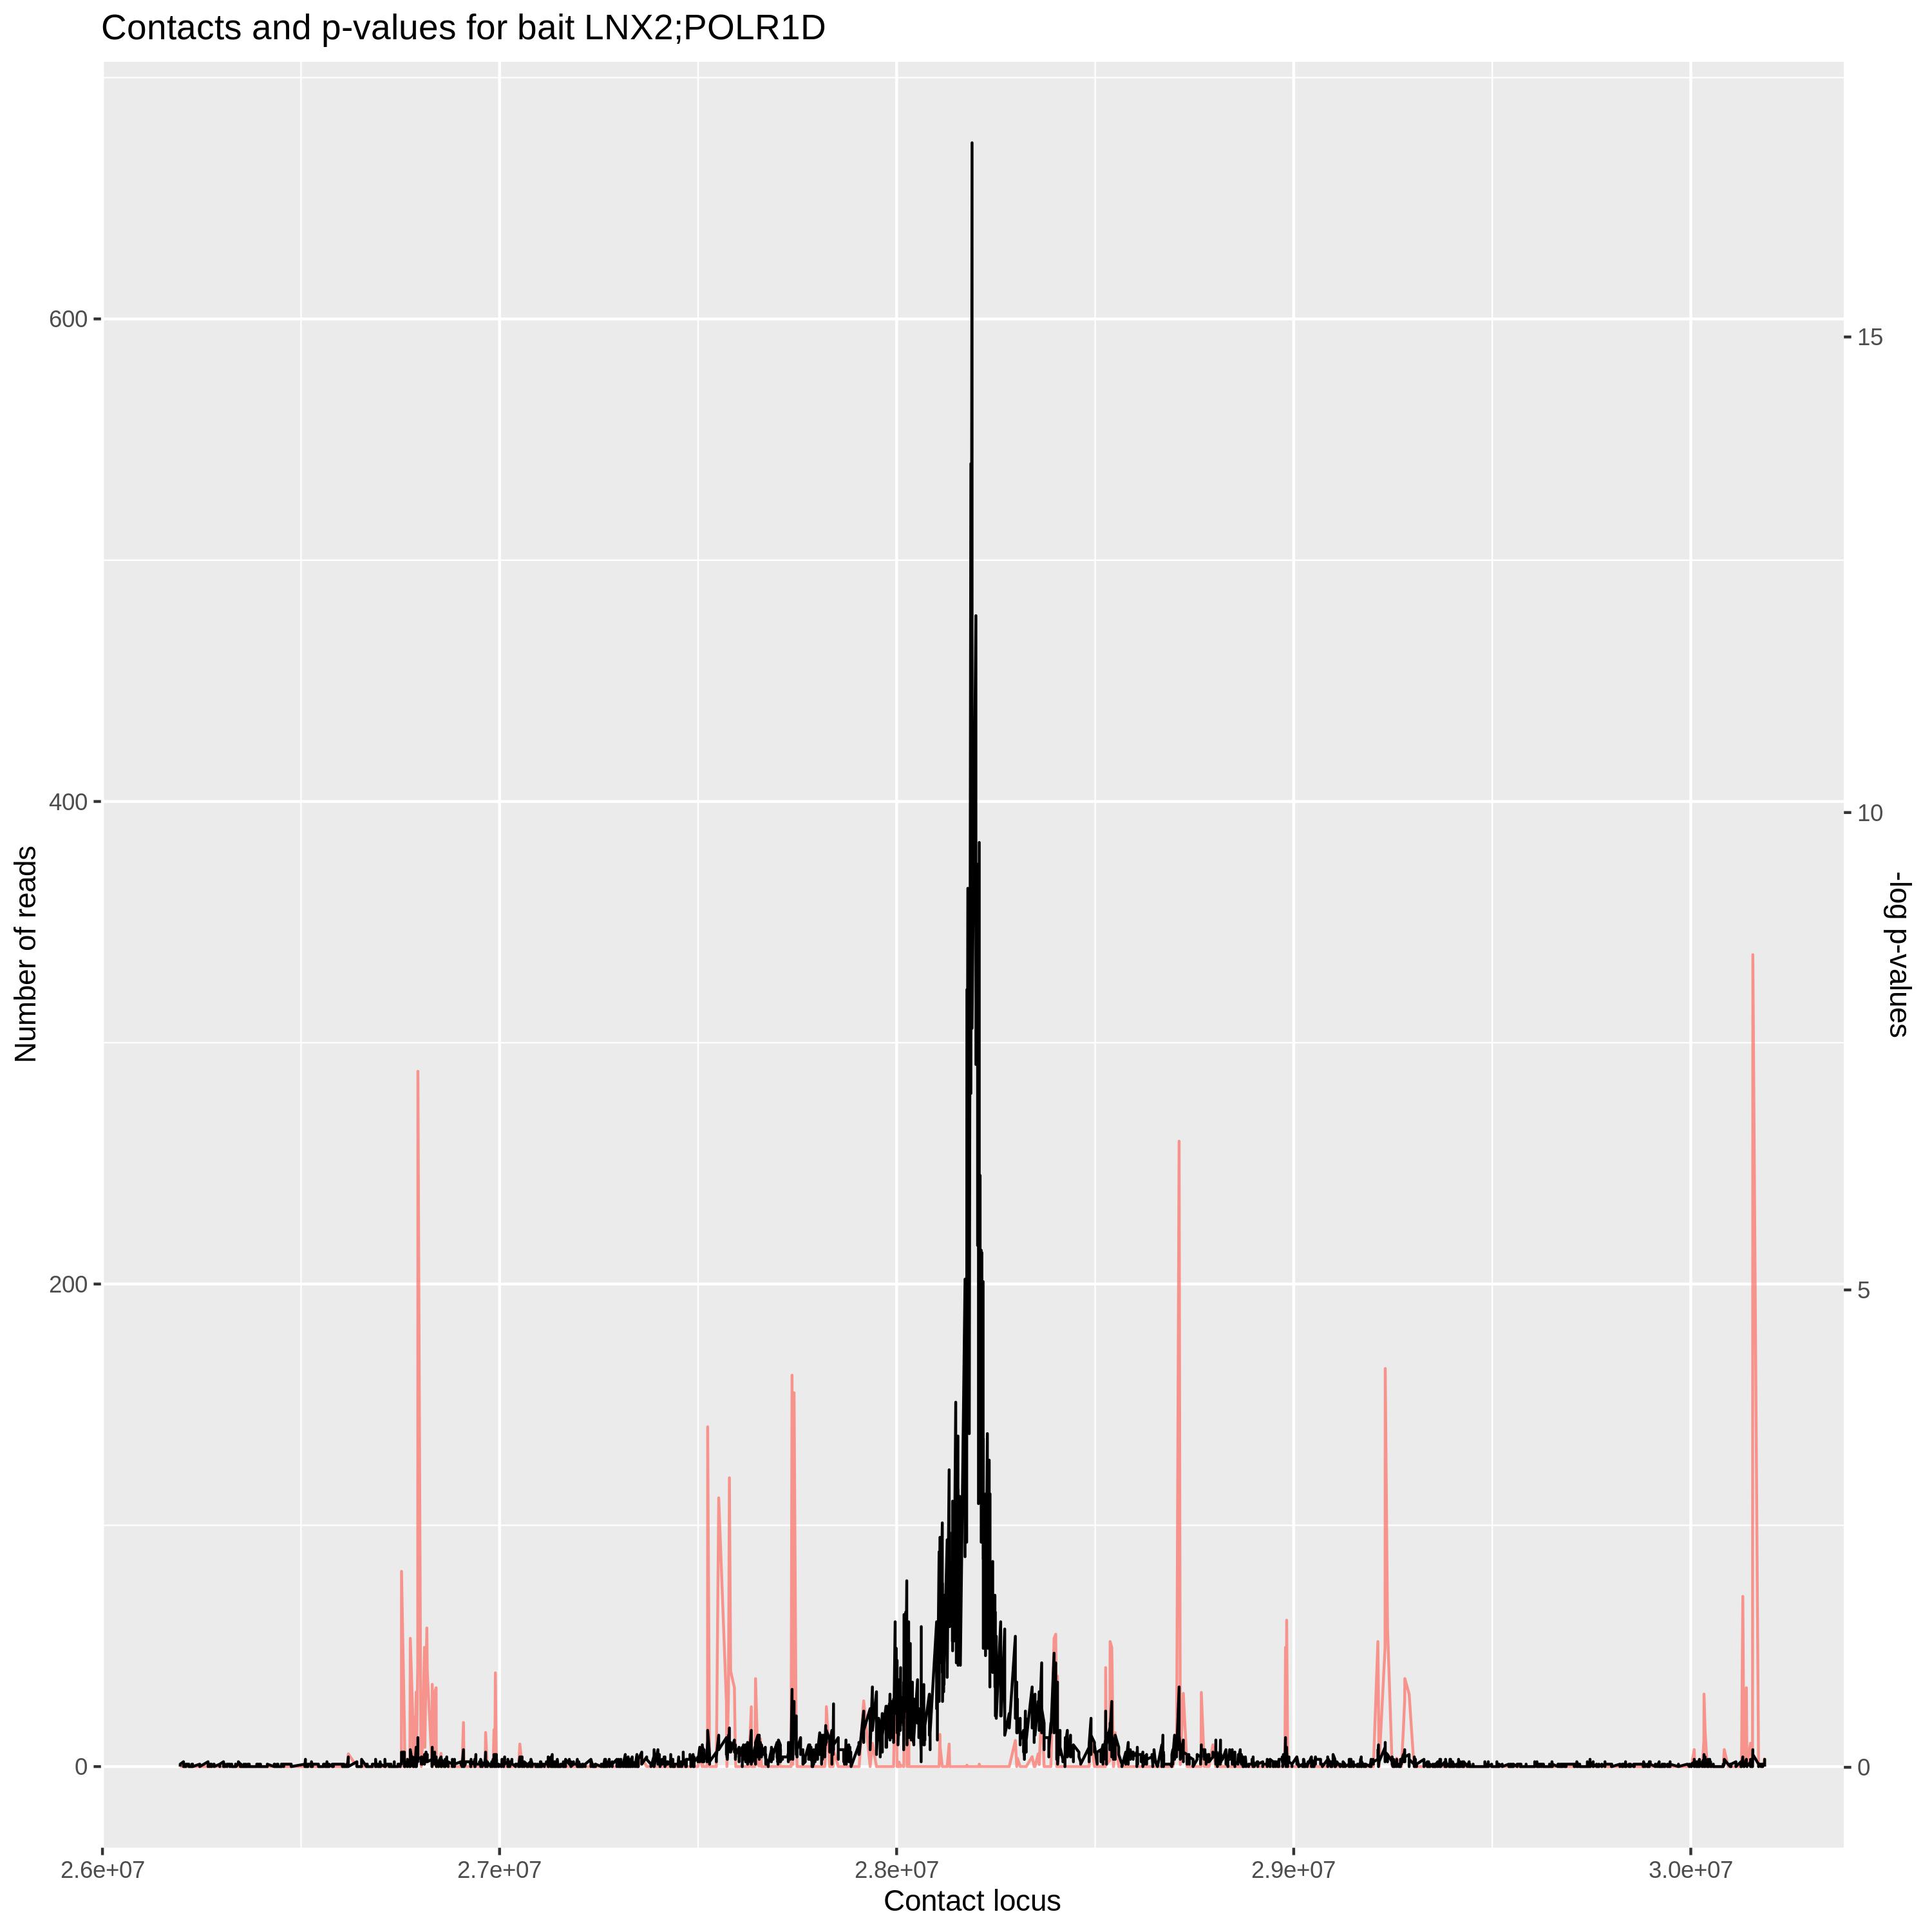 Contacts and p-values for bait LNX2;POLR1D
Number of reads
600
400
200
0
15
10
5
0
-log p-values
2.6e+07
2.7e+07
2.8e+07
2.9e+07
3.0e+07
Contact locus